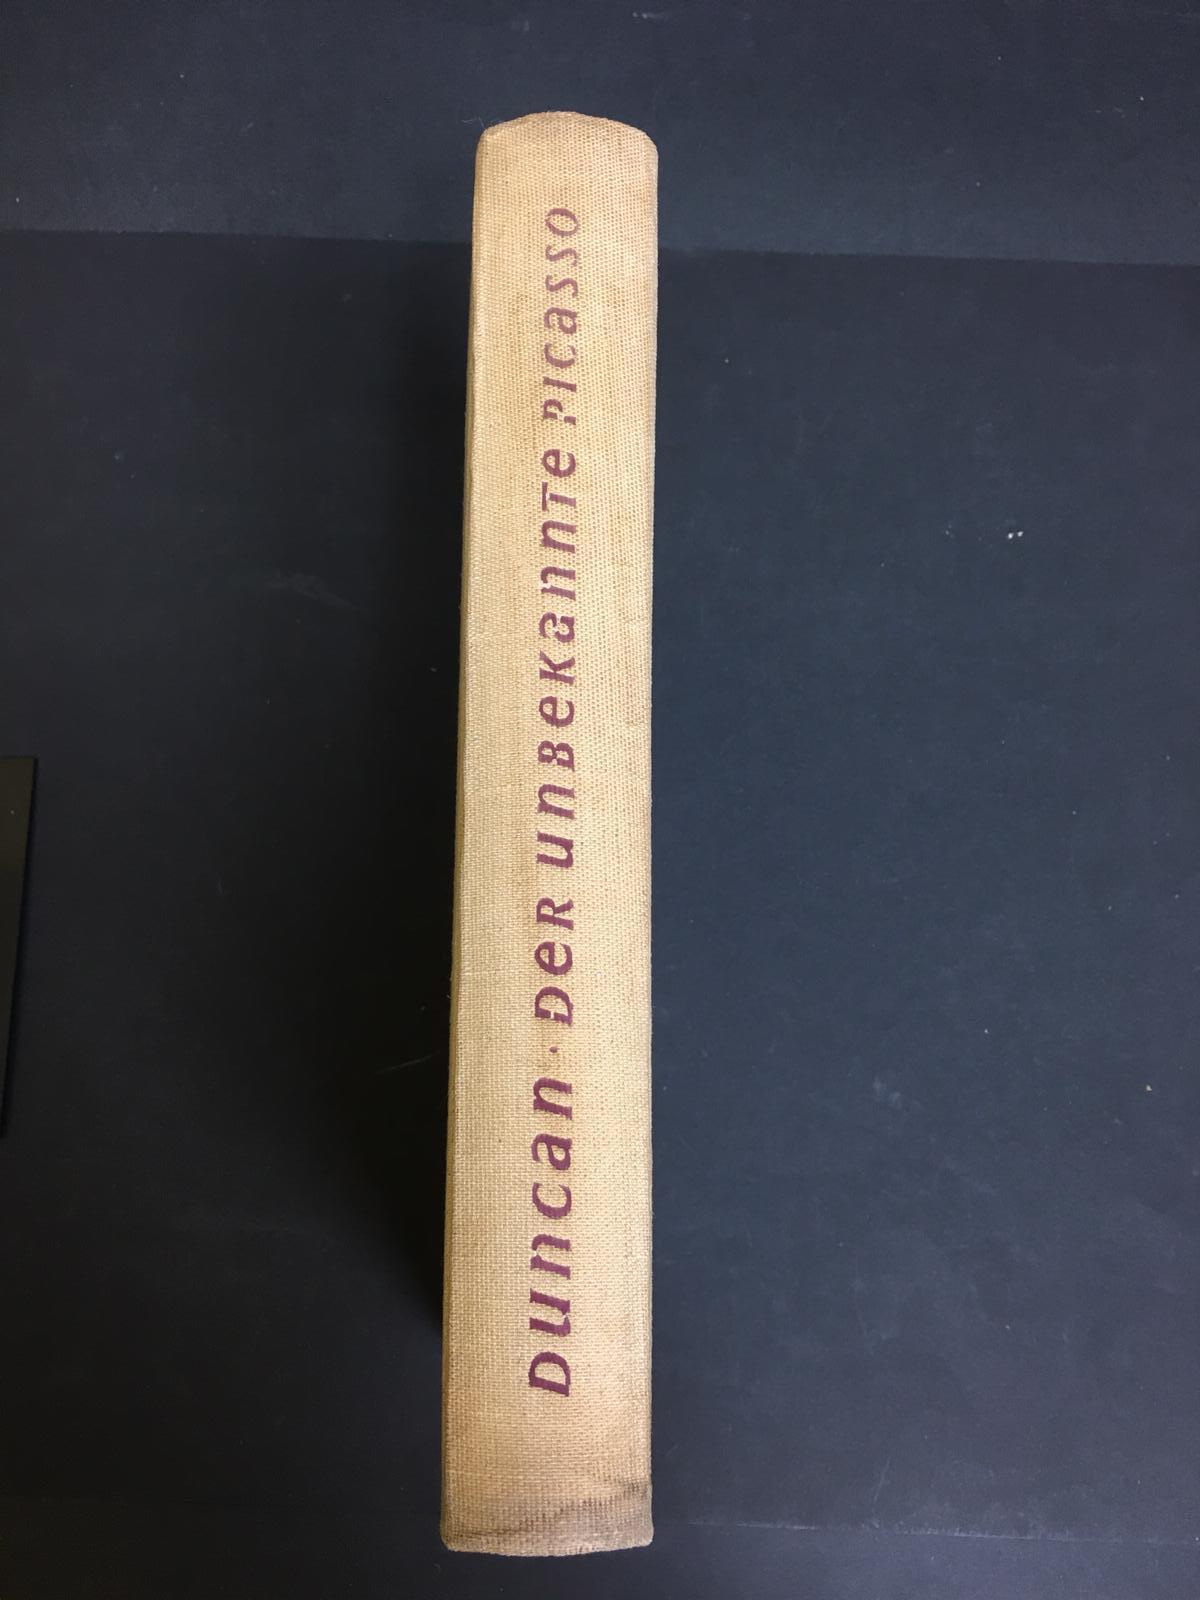 Duncan · Der unbekannte Picasso